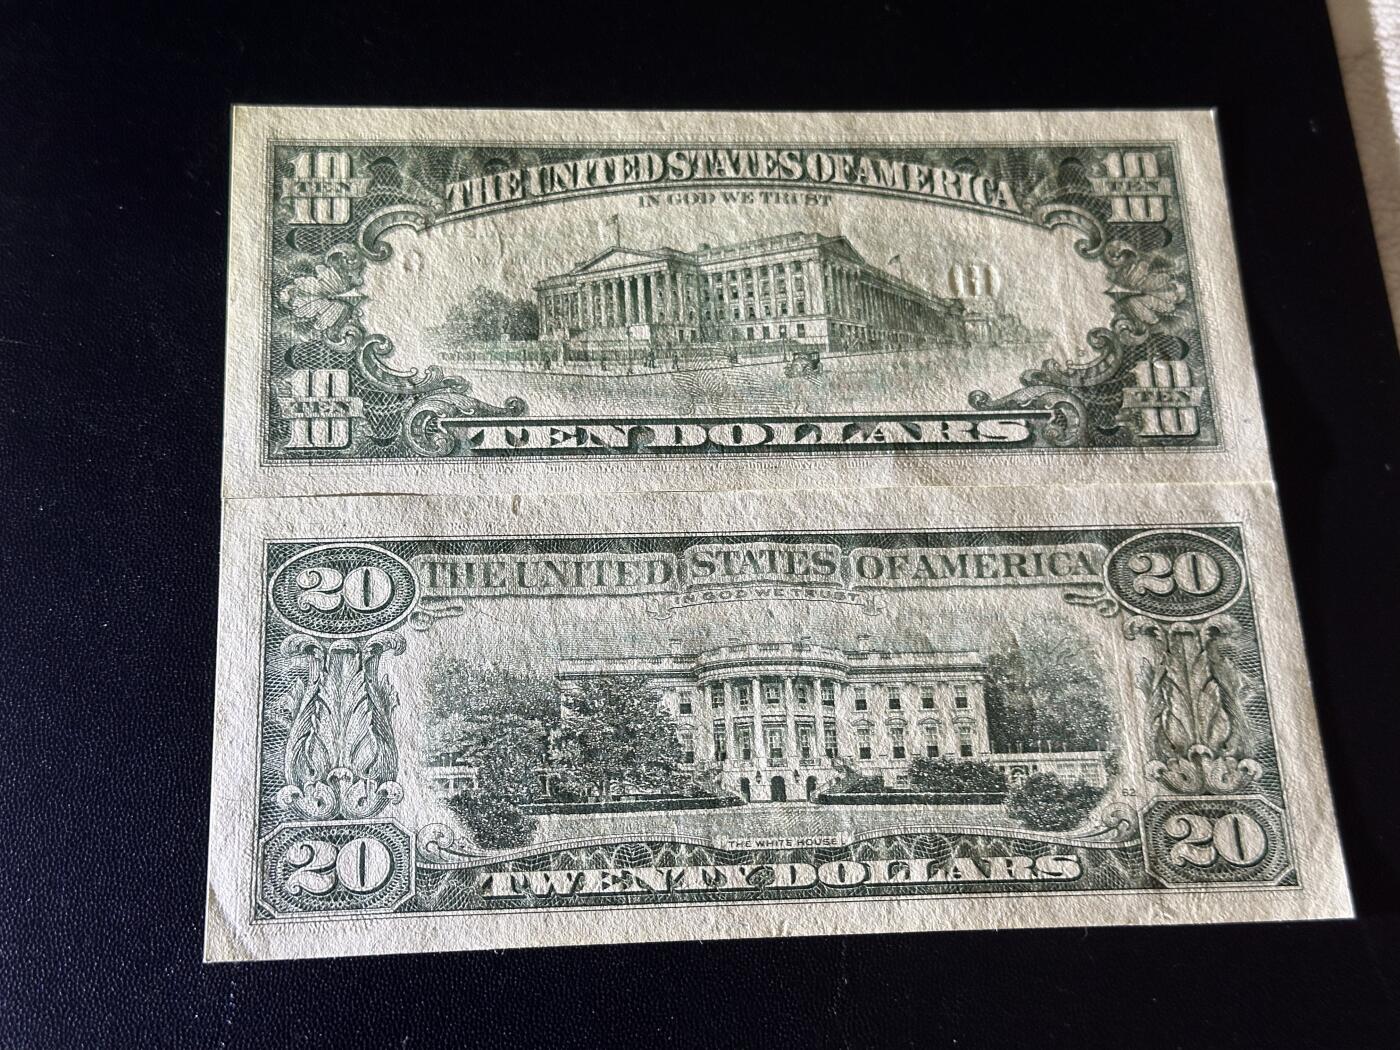 10 10
TEN TEN
10 10
THE UNITED STATES OF AMERICA
IN GOD WE TRUST
10 10
TEN TEN
10 10
TEN DOLLARS
20 THE UNITED STATES OF AMERICA 20
IN GOD WE TRUST
THE WHITE HOUSE
20 TWENTY DOLLARS 20